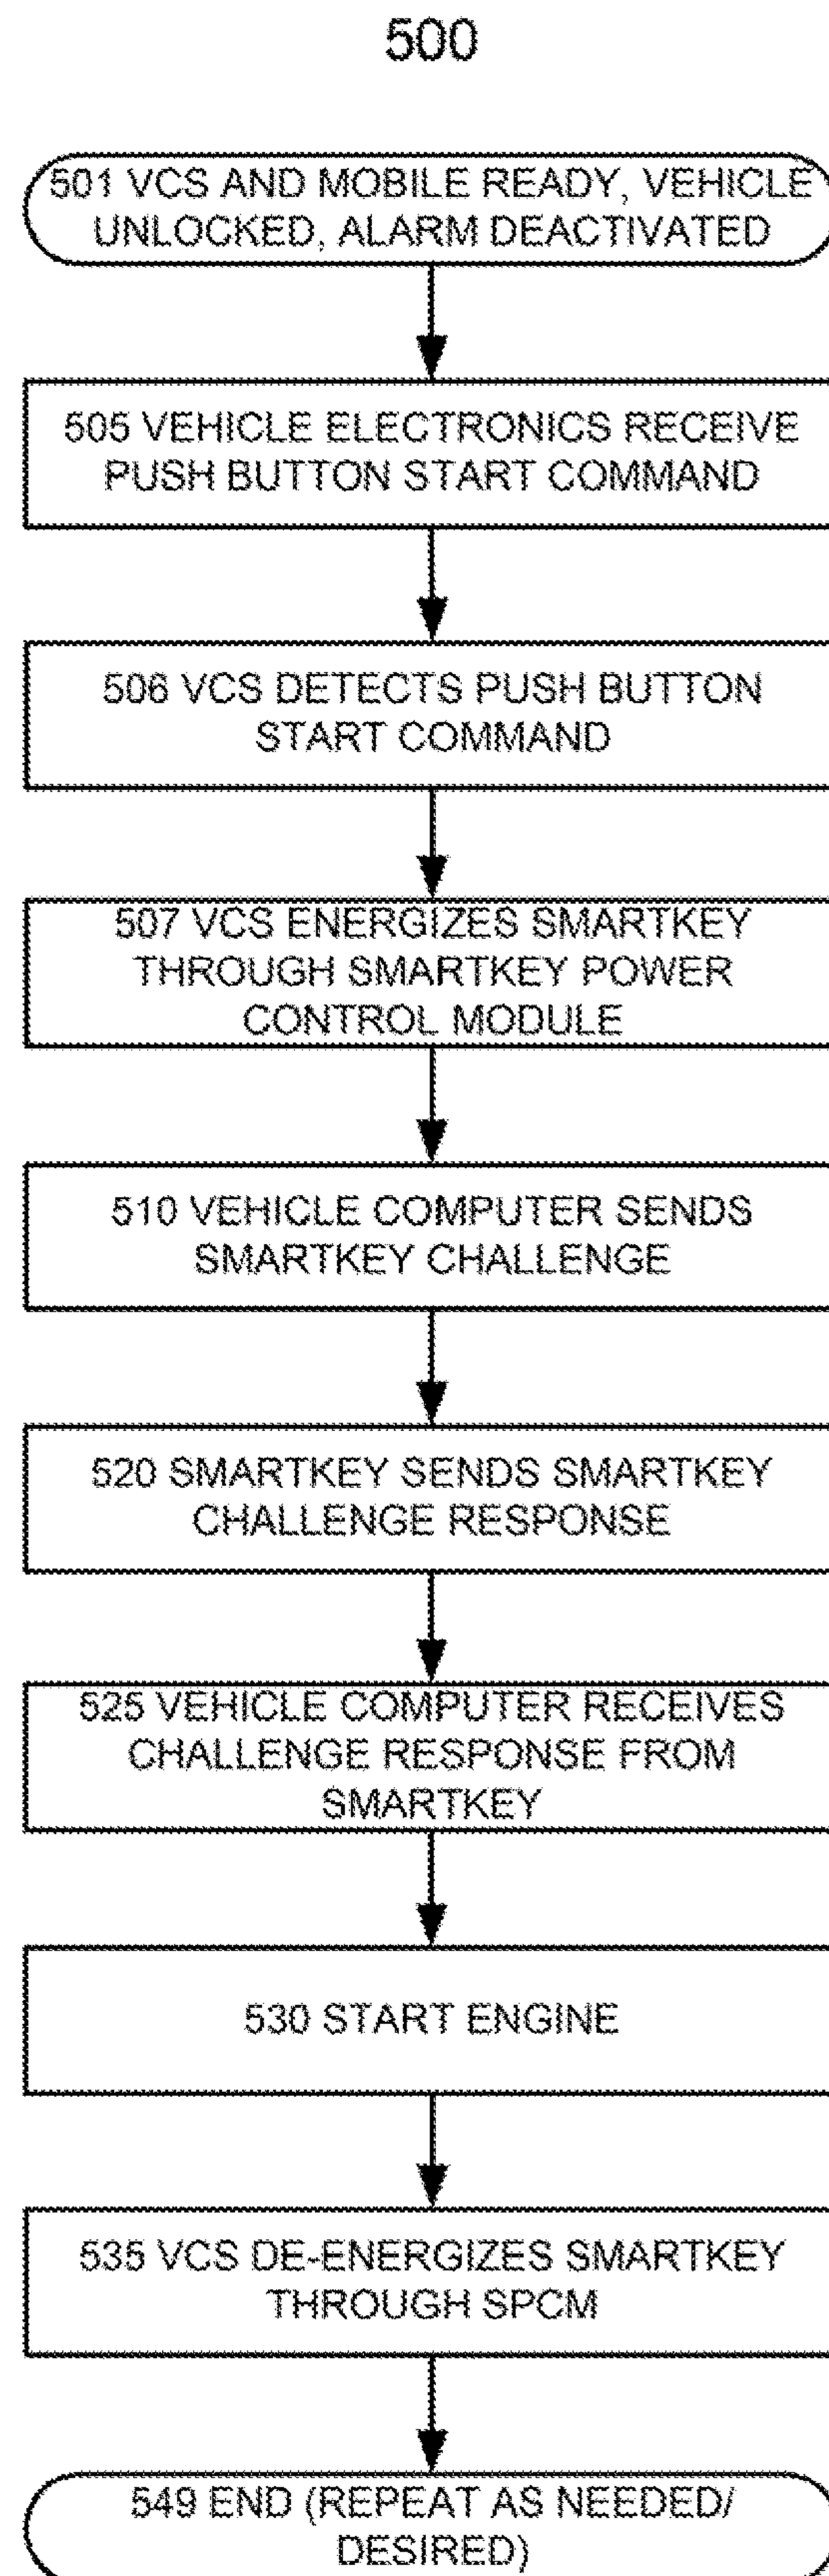 500
501 VCS AND MOBILE READY, VEHICLE
UNLOCKED, ALARM DEACTIVATED
505 VEHICLE ELECTRONICS RECEIVE
PUSH BUTTON START COMMAND
506 VCS DETECTS PUSH BUTTON
START COMMAND
507 VCS ENERGIZES SMARTKEY
THROUGH SMARTKEY POWER
CONTROL MODULE
510 VEHICLE COMPUTER SENDS
SMARTKEY CHALLENGE
520 SMARTKEY SENDS SMARTKEY
CHALLENGE RESPONSE
525 VEHICLE COMPUTER RECEIVES
CHALLENGE RESPONSE FROM
SMARTKEY
530 START ENGINE
535 VCS DE-ENERGIZES SMARTKEY
THROUGH SPCM
549 END (REPEAT AS NEEDED/
DESIRED)